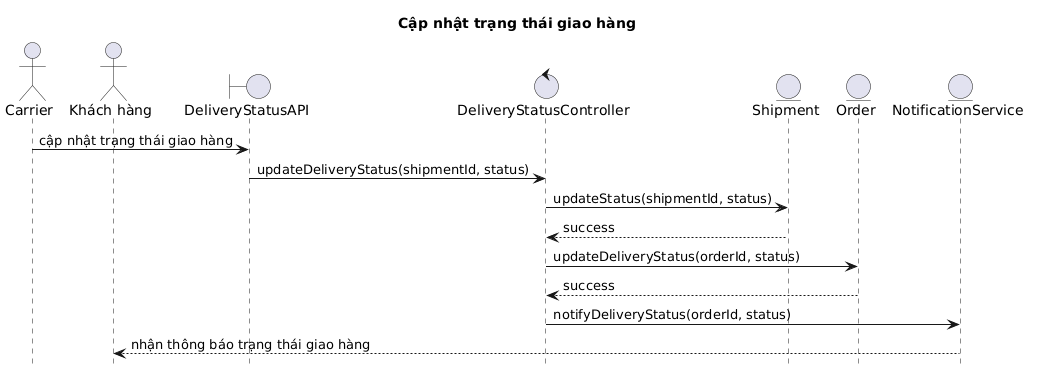 Cập nhật trạng thái giao hàng
Carrier
Khách hàng
DeliveryStatusAPI
DeliveryStatusController
Shipment
Order
NotificationService
cập nhật trạng thái giao hàng
updateDeliveryStatus(shipmentId, status)
updateStatus(shipmentId, status)
success
updateDeliveryStatus(orderId, status)
success
notifyDeliveryStatus(orderId, status)
nhận thông báo trạng thái giao hàng